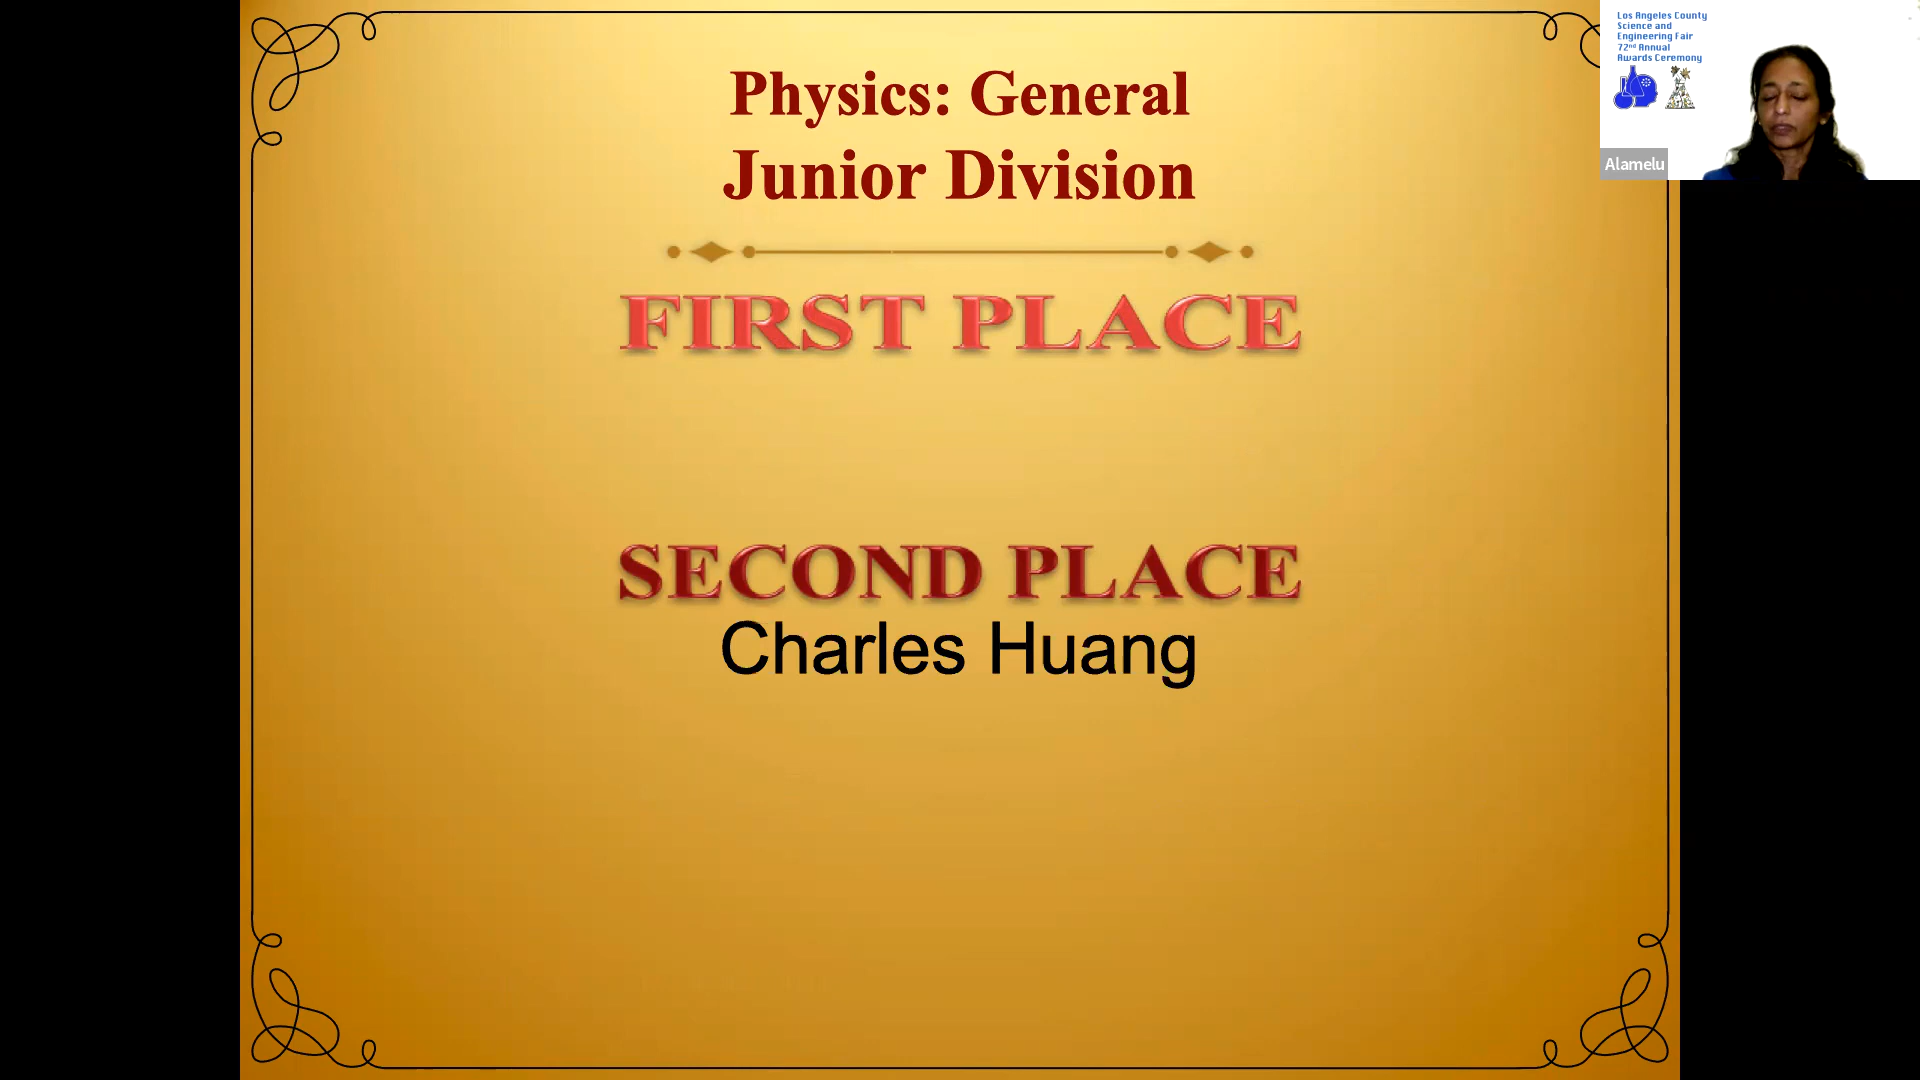 Physics: General
Junior Division
FIRST PLACE
SECOND PLACE
Charles Huang
Los Angeles County
Science and
Engineering Fair
72nd Annual
Awards Ceremony
Alamelu